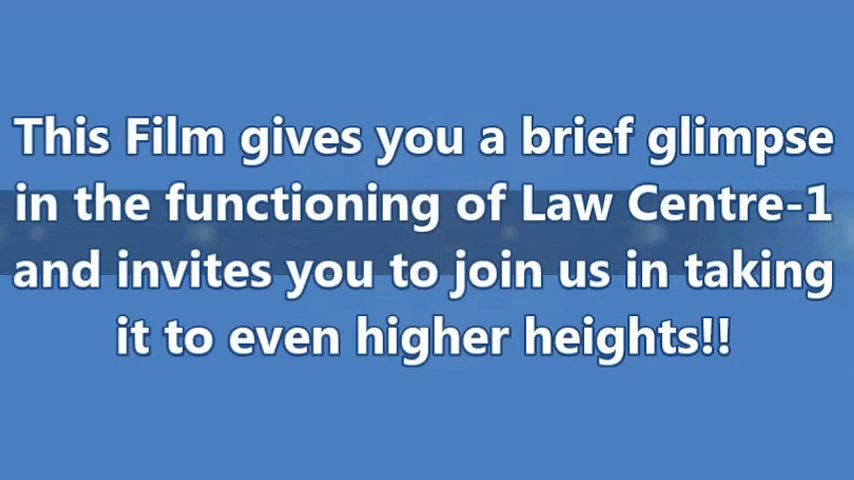 This Film gives you a brief glimpse
in the functioning of Law Centre-1
and invites you to join us in taking
it to even higher heights!!